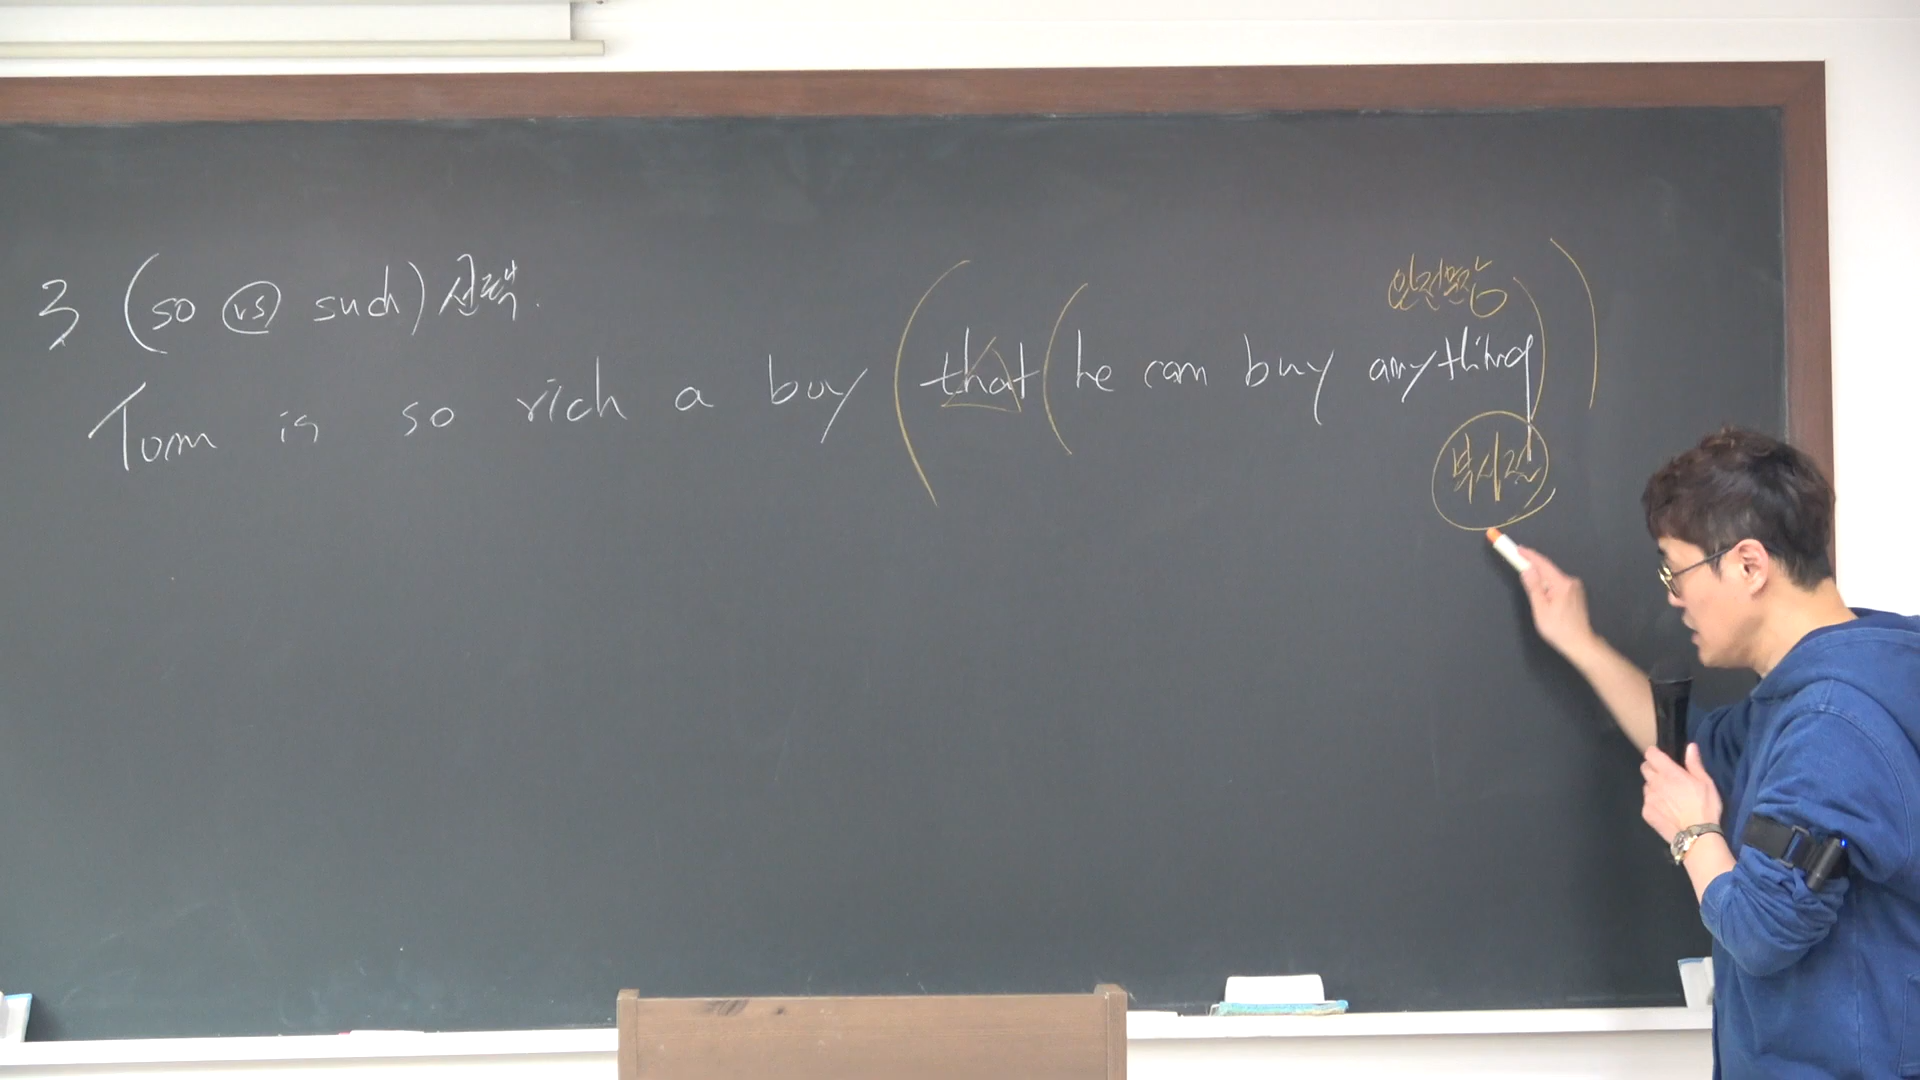 3 (so vs such) 선택.
완전문장
Tom is so rich a boy (that (he can buy anything))
부사절